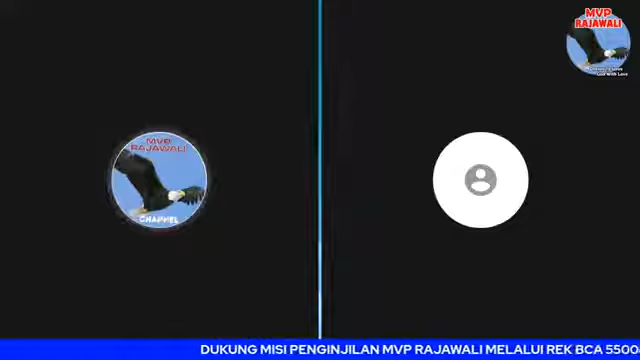 MVP
RAJAWALI
MVP
RAJAWALI
CHANNEL
DUKUNG MISI PENGINJILAN MVP RAJAWALI MELALUI REK BCA 5500